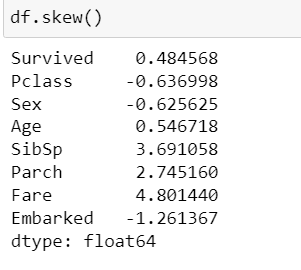 df.skew()
Survived    0.484568
Pclass     -0.636998
Sex        -0.625625
Age         0.546718
SibSp       3.691058
Parch       2.745160
Fare        4.801440
Embarked   -1.261367
dtype: float64